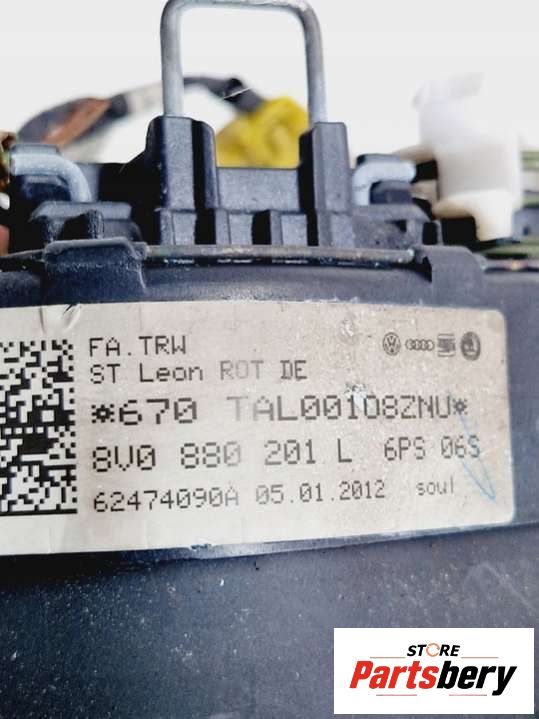 FA.TRW
ST Leon ROT DE
*670 TAL00108ZNU*
8V0 880 201 L 6PS 06S
62474090A 05.01.2012 soul
STORE
Partsbery